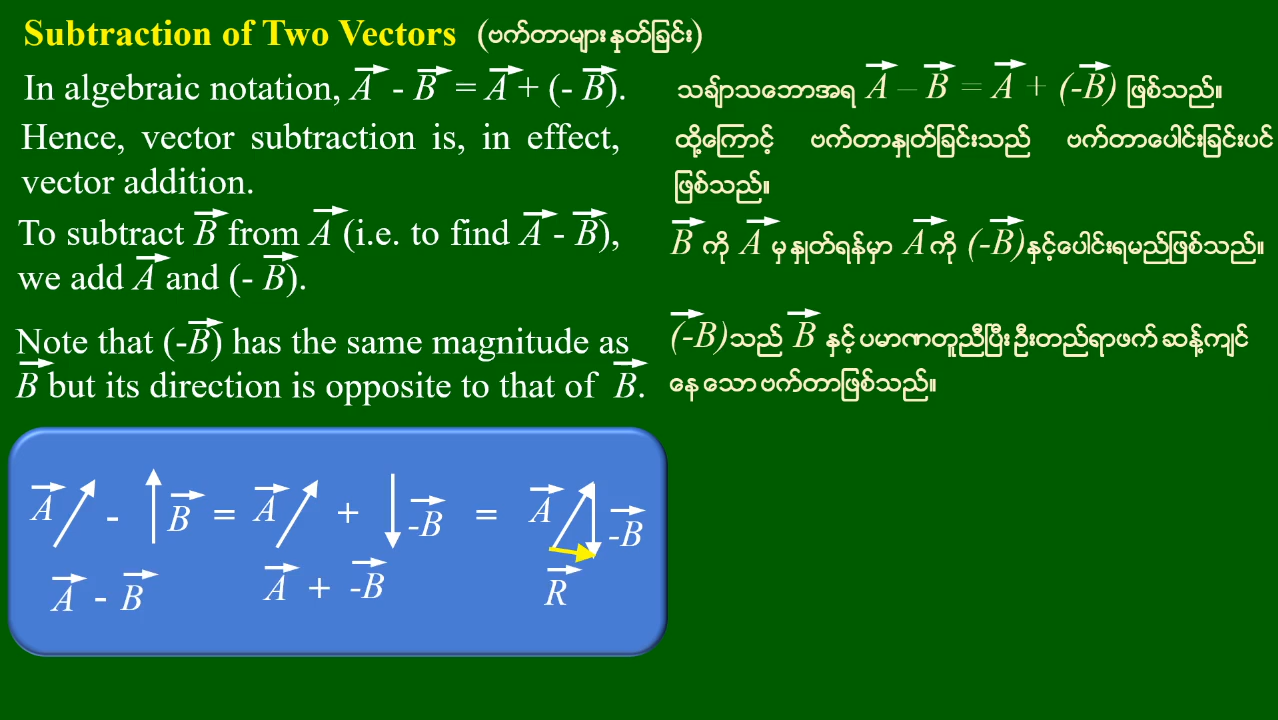 Subtraction of Two Vectors (ဗက်တာများ နှုတ်ခြင်း)
In algebraic notation, A⃗ - B⃗ = A⃗ + (- B⃗).
Hence, vector subtraction is, in effect,
vector addition.
To subtract B⃗ from A⃗ (i.e. to find A⃗ - B⃗),
we add A⃗ and (- B⃗).
Note that (-B⃗) has the same magnitude as
B⃗ but its direction is opposite to that of B⃗.
သင်္ချာသဘောအရ A⃗ – B⃗ = A⃗ + (-B⃗) ဖြစ်သည်။
ထို့ကြောင့် ဗက်တာနှုတ်ခြင်းသည် ဗက်တာပေါင်းခြင်းပင်
ဖြစ်သည်။
B⃗ ကို A⃗ မှ နှုတ်ရန်မှာ A⃗ ကို (-B⃗) နှင့်ပေါင်းရမည်ဖြစ်သည်။
(-B⃗) သည် B⃗ နှင့် ပမာဏတူညီပြီး ဦးတည်ရာဖက် ဆန့်ကျင်
နေ သော ဗက်တာဖြစ်သည်။
A⃗ - B⃗ = A⃗ + -B⃗ = A⃗ -B⃗
A⃗ - B⃗ A⃗ + -B⃗ R⃗